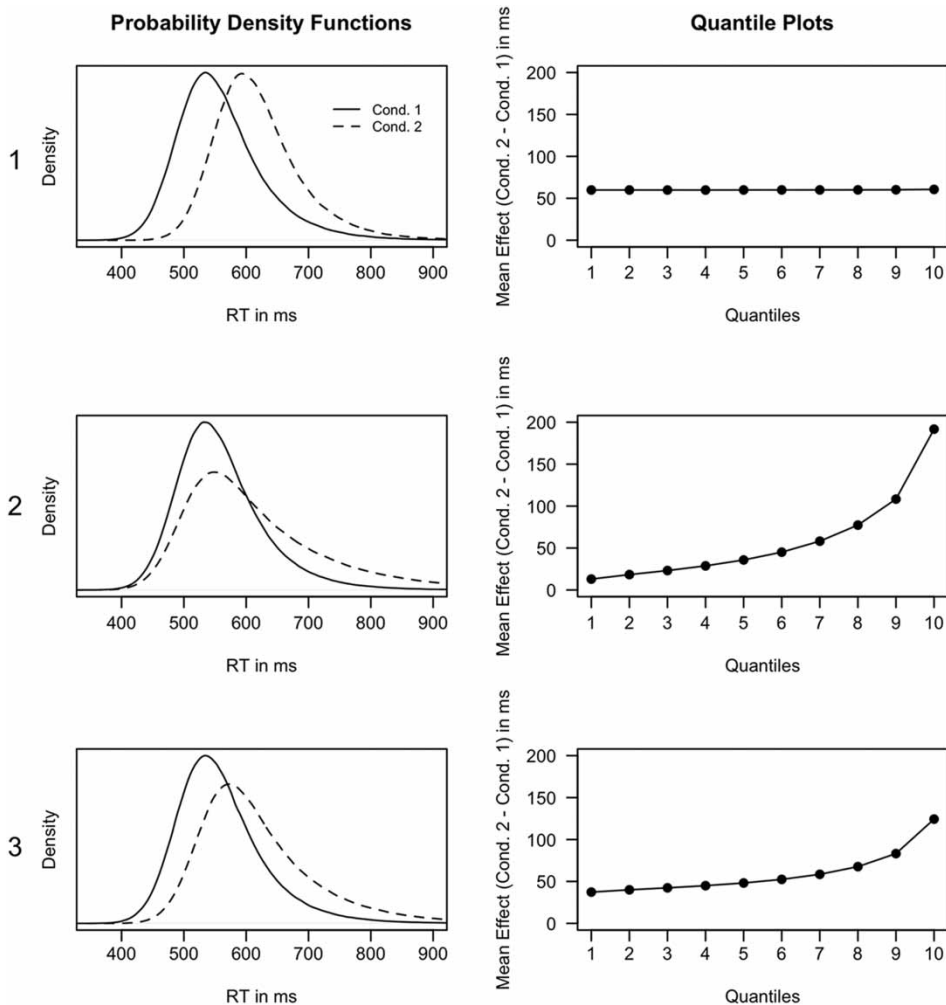 Probability Density Functions
Quantile Plots
1
Density
Cond. 1
Cond. 2
400 500 600 700 800 900
RT in ms
Mean Effect (Cond. 2 - Cond. 1) in ms
200
150
100
50
0
1 2 3 4 5 6 7 8 9 10
Quantiles
2
Density
400 500 600 700 800 900
RT in ms
Mean Effect (Cond. 2 - Cond. 1) in ms
200
150
100
50
0
1 2 3 4 5 6 7 8 9 10
Quantiles
3
Density
400 500 600 700 800 900
RT in ms
Mean Effect (Cond. 2 - Cond. 1) in ms
200
150
100
50
0
1 2 3 4 5 6 7 8 9 10
Quantiles